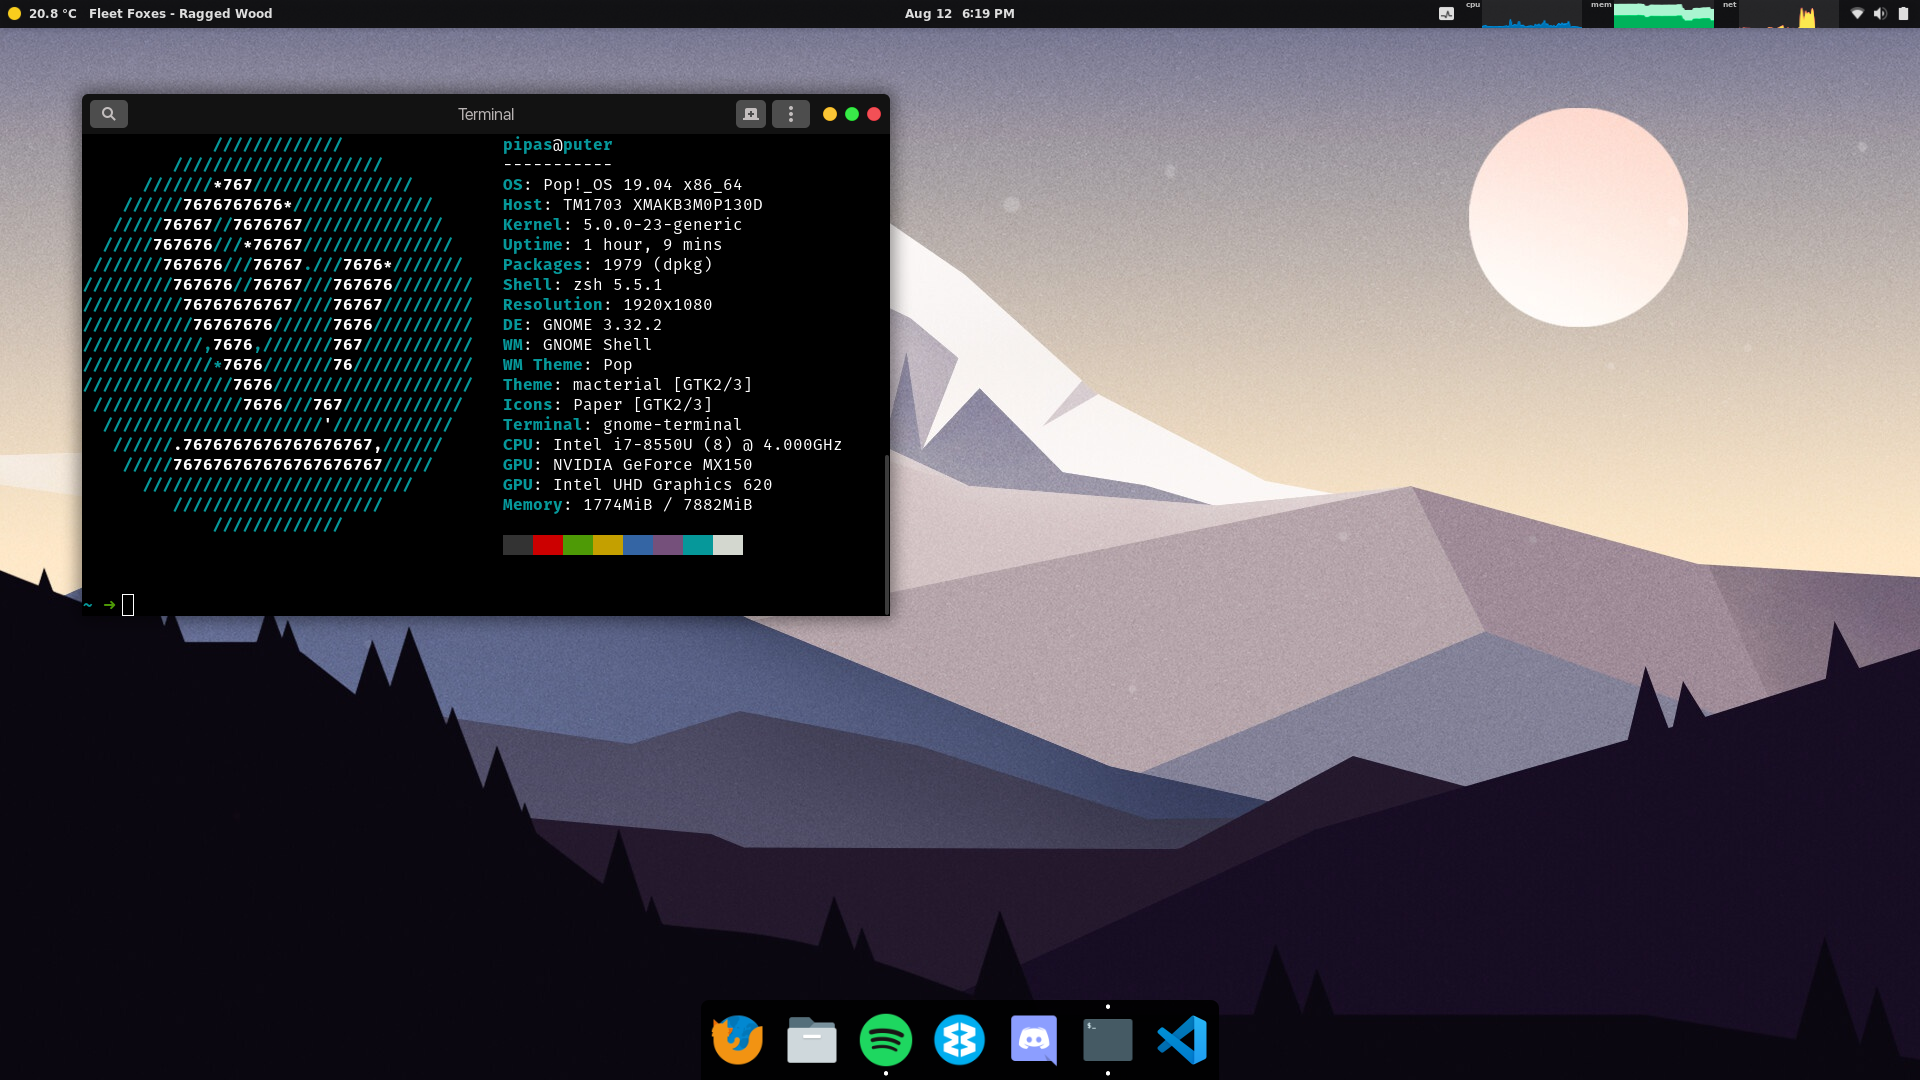 20.8 °C Fleet Foxes - Ragged Wood
Aug 12 6:19 PM
cpu mem net
Terminal
/////////////
/////////////////////
///////*767////////////////
//////7676767676*//////////////
/////76767//7676767//////////////
/////767676///*76767///////////////
///////767676///76767.///7676*///////
/////////767676//76767///767676////////
//////////76767676767////76767/////////
///////////76767676//////7676//////////
////////////,7676,///////767///////////
/////////////*7676///////76////////////
///////////////7676////////////////////
///////////////7676///767////////////
//////////////////////'////////////
//////.7676767676767676767,//////
/////767676767676767676767/////
///////////////////////////
/////////////////////
/////////////
pipas@puter
-----------
OS: Pop!_OS 19.04 x86_64
Host: TM1703 XMAKB3M0P130D
Kernel: 5.0.0-23-generic
Uptime: 1 hour, 9 mins
Packages: 1979 (dpkg)
Shell: zsh 5.5.1
Resolution: 1920x1080
DE: GNOME 3.32.2
WM: GNOME Shell
WM Theme: Pop
Theme: macterial [GTK2/3]
Icons: Paper [GTK2/3]
Terminal: gnome-terminal
CPU: Intel i7-8550U (8) @ 4.000GHz
GPU: NVIDIA GeForce MX150
GPU: Intel UHD Graphics 620
Memory: 1774MiB / 7882MiB
~ →
$_